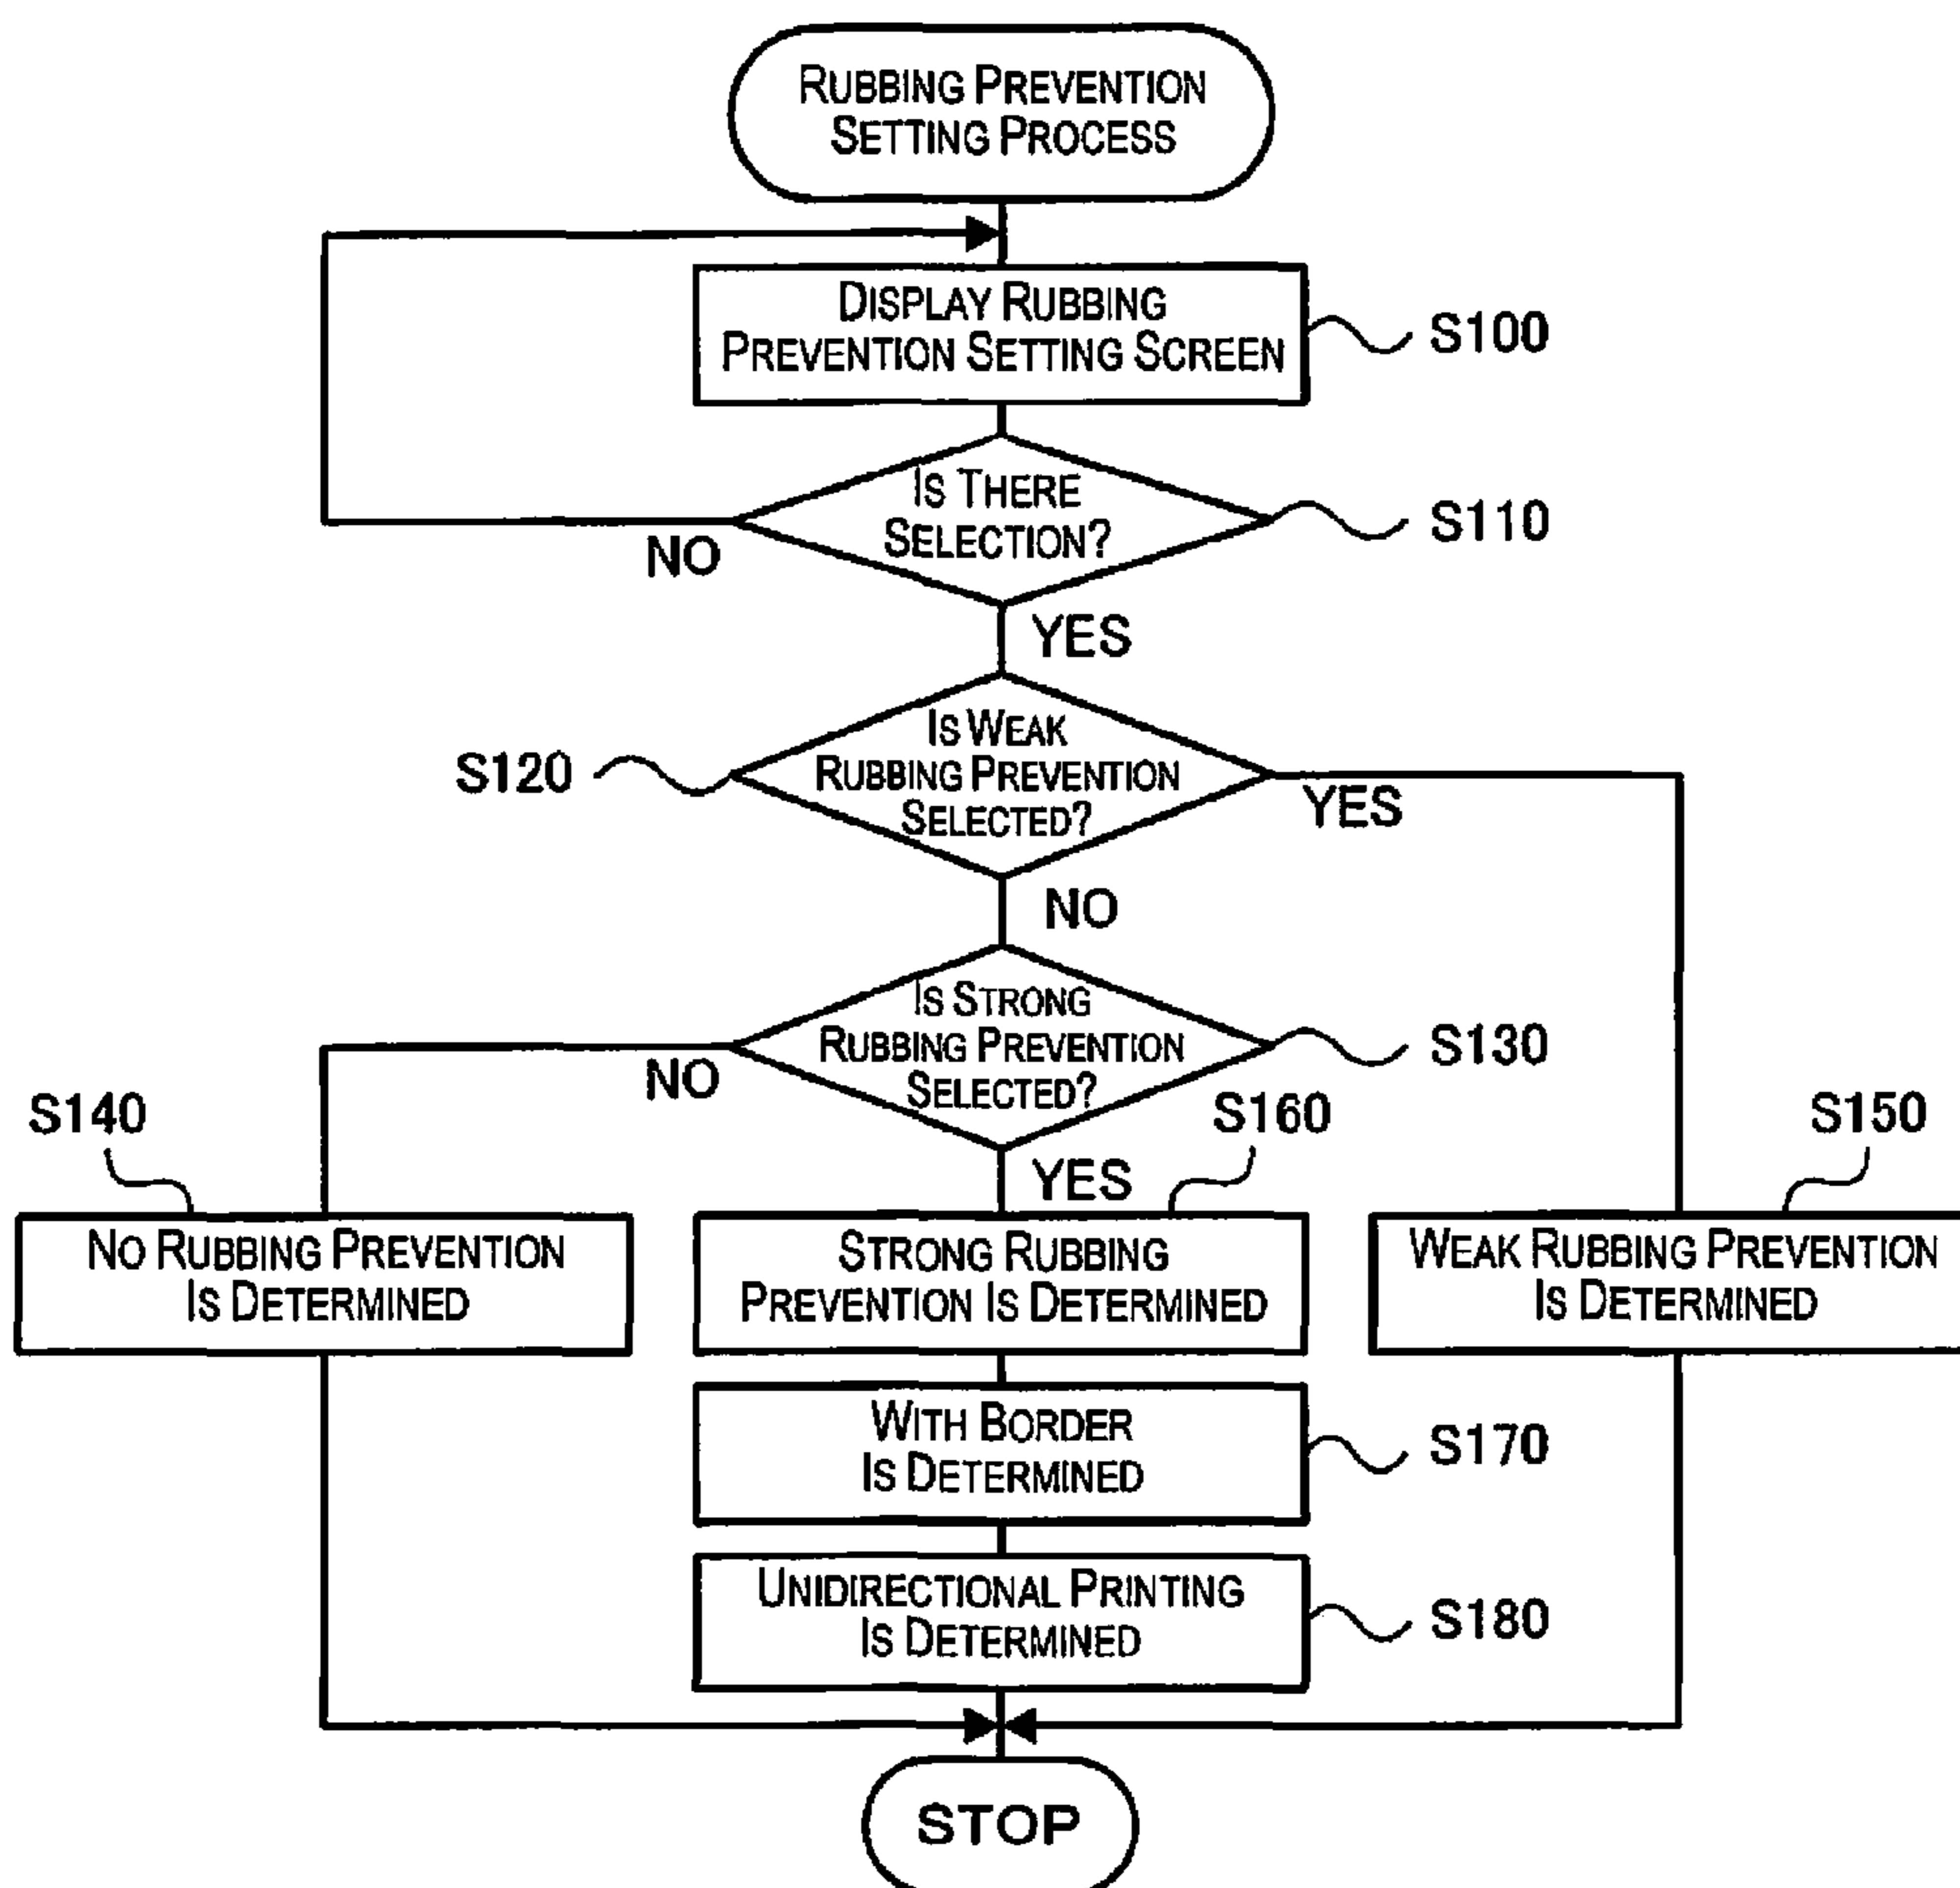 RUBBING PREVENTION
SETTING PROCESS
DISPLAY RUBBING
PREVENTION SETTING SCREEN
S100
IS THERE
SELECTION?
S110
NO
YES
IS WEAK
RUBBING PREVENTION
SELECTED?
S120
YES
NO
IS STRONG
RUBBING PREVENTION
SELECTED?
S130
NO
YES
S140
NO RUBBING PREVENTION
IS DETERMINED
S160
STRONG RUBBING
PREVENTION IS DETERMINED
S150
WEAK RUBBING PREVENTION
IS DETERMINED
WITH BORDER
IS DETERMINED
S170
UNIDIRECTIONAL PRINTING
IS DETERMINED
S180
STOP